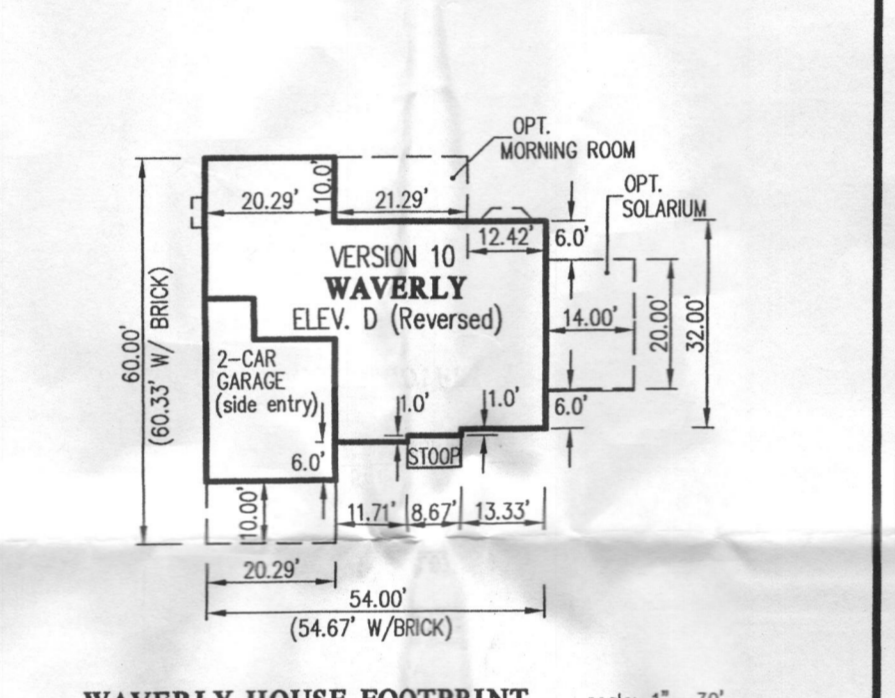 OPT.
MORNING ROOM
OPT.
SOLARIUM
10.0'
20.29'
21.29'
12.42'
6.0'
VERSION 10
WAVERLY
ELEV. D (Reversed)
14.00'
20.00'
32.00'
60.00'
(60.33' W/ BRICK)
2-CAR
GARAGE
(side entry)
1.0'
1.0'
6.0'
STOOP
6.0'
10.00'
11.71'
8.67'
13.33'
20.29'
54.00'
(54.67' W/BRICK)
WAVERLY HOUSE FOOTPRINT